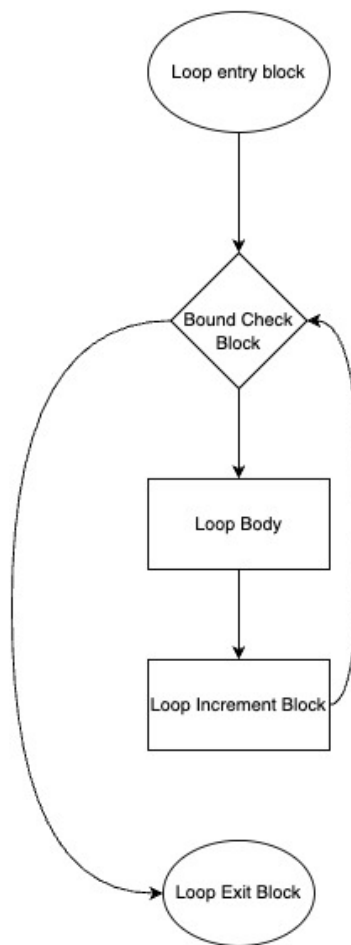 Loop entry block
Bound Check
Block
Loop Body
Loop Increment Block
Loop Exit Block